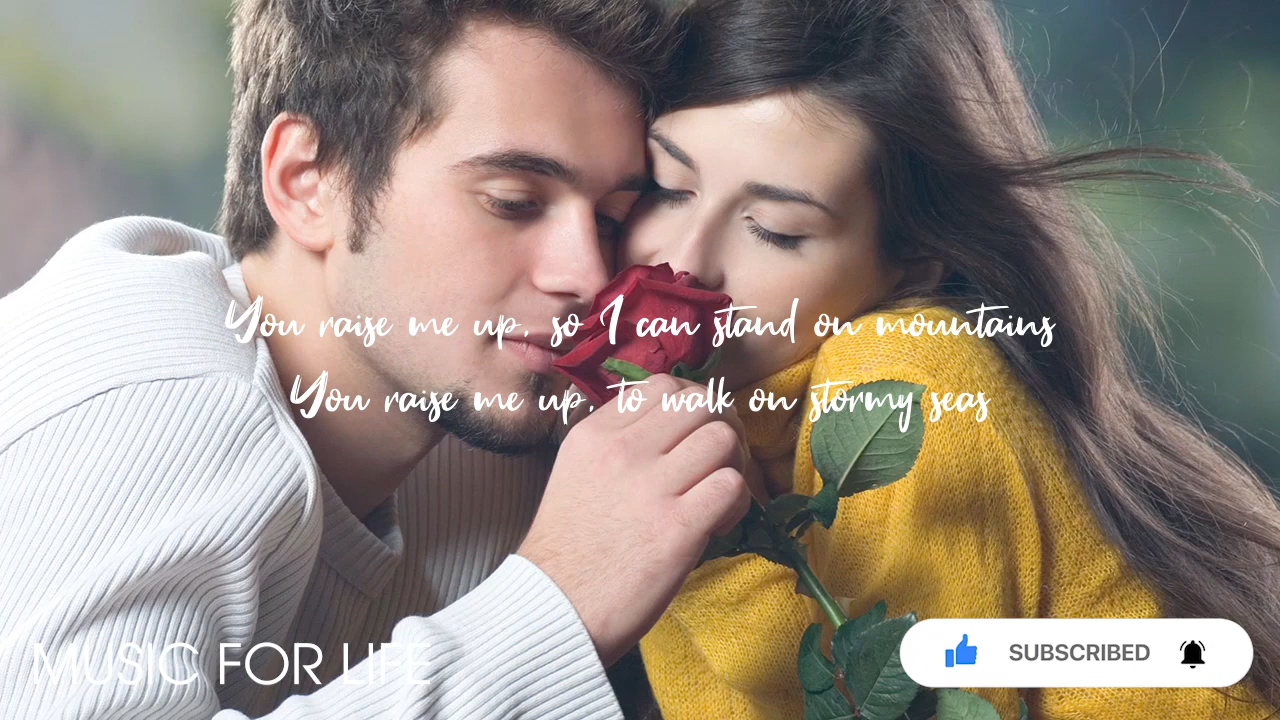 You raise me up, so I can stand on mountains
You raise me up, to walk on stormy seas
MUSIC FOR LIFE
SUBSCRIBED